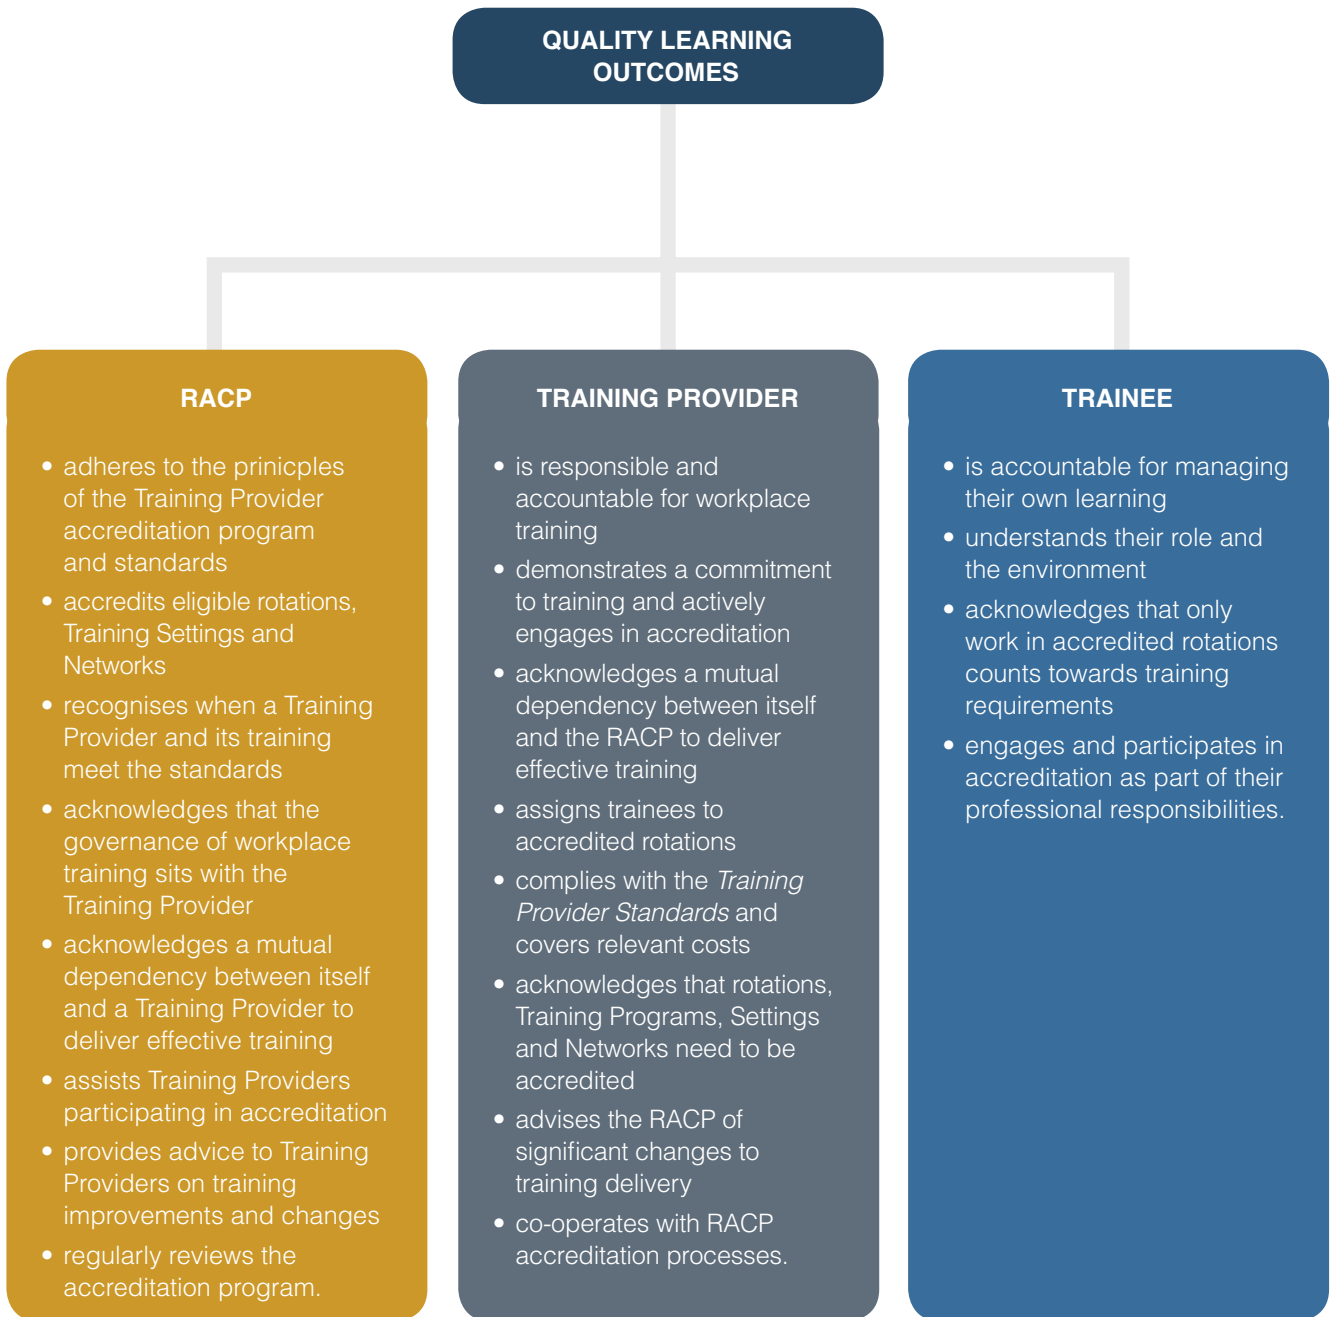 QUALITY LEARNING
OUTCOMES
RACP
• adheres to the prinicples
of the Training Provider
accreditation program
and standards
• accredits eligible rotations,
Training Settings and
Networks
• recognises when a Training
Provider and its training
meet the standards
• acknowledges that the
governance of workplace
training sits with the
Training Provider
• acknowledges a mutual
dependency between itself
and a Training Provider to
deliver effective training
• assists Training Providers
participating in accreditation
• provides advice to Training
Providers on training
improvements and changes
• regularly reviews the
accreditation program.
TRAINING PROVIDER
• is responsible and
accountable for workplace
training
• demonstrates a commitment
to training and actively
engages in accreditation
• acknowledges a mutual
dependency between itself
and the RACP to deliver
effective training
• assigns trainees to
accredited rotations
• complies with the Training
Provider Standards and
covers relevant costs
• acknowledges that rotations,
Training Programs, Settings
and Networks need to be
accredited
• advises the RACP of
significant changes to
training delivery
• co-operates with RACP
accreditation processes.
TRAINEE
• is accountable for managing
their own learning
• understands their role and
the environment
• acknowledges that only
work in accredited rotations
counts towards training
requirements
• engages and participates in
accreditation as part of their
professional responsibilities.